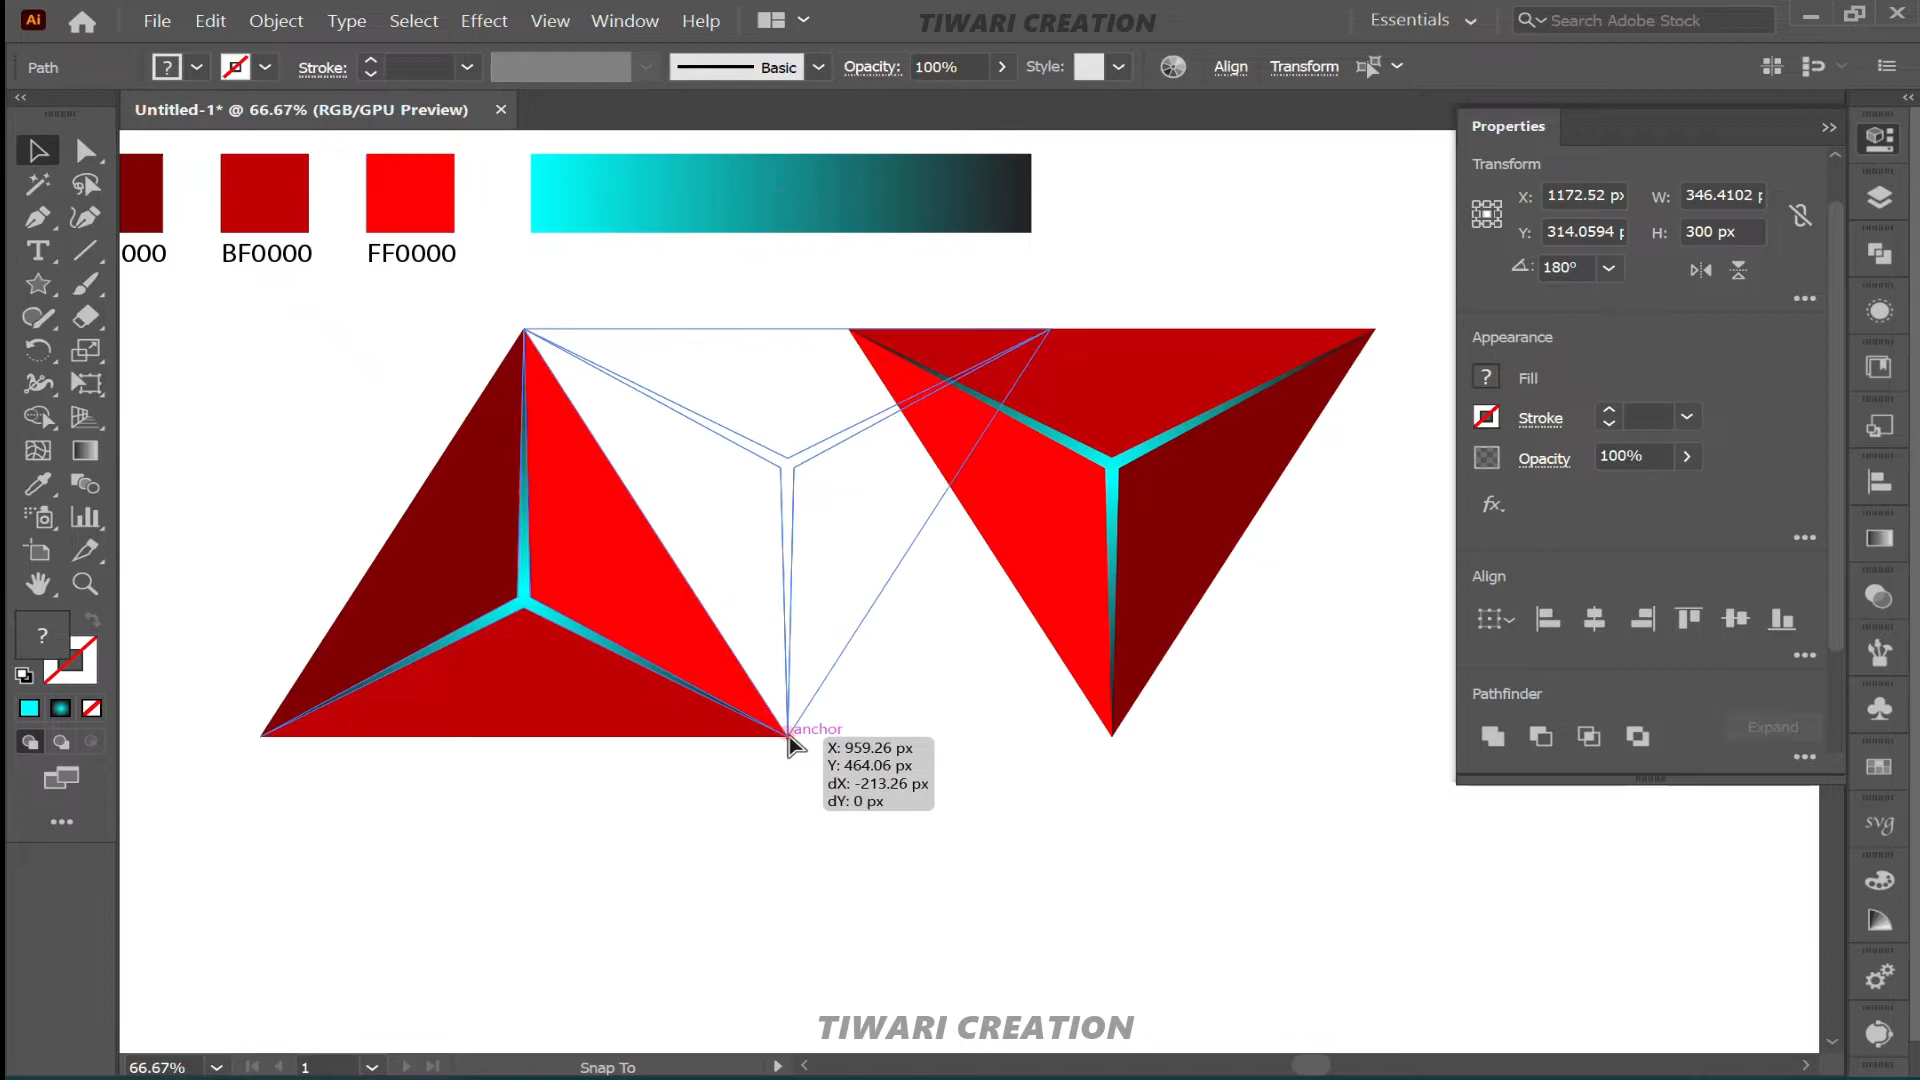 Ai File Edit Object Type Select Effect View Window Help TIWARI CREATION Essentials Search Adobe Stock
Path ? Stroke: Basic Opacity: 100% Style: Align Transform
Untitled-1* @ 66.67% (RGB/GPU Preview)
Properties
Transform
X: 1172.52 px W: 346.4102 p
Y: 314.0594 p H: 300 px
180°
Appearance
? Fill
Stroke
Opacity 100%
fx.
Align
Pathfinder
Expand
000 BF0000 FF0000
T
?
anchor
X: 959.26 px
Y: 464.06 px
dX: -213.26 px
dY: 0 px
svg
TIWARI CREATION
66.67% 1 Snap To